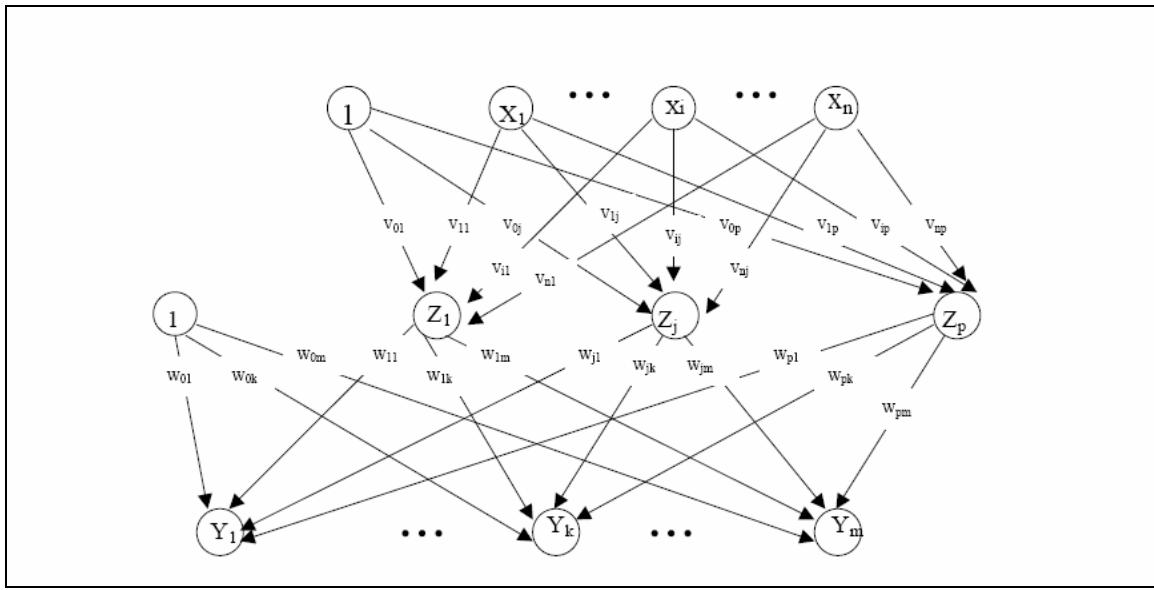 1 X₁ ••• Xi ••• Xₙ
v₀₁ v₁₁ v₀ⱼ v₁ⱼ vᵢⱼ v₀ₚ v₁ₚ vᵢₚ vₙₚ
vᵢ₁ vₙ₁ vₙⱼ
1 Z₁ Zⱼ Zₚ
w₀₁ w₀ₖ w₀ₘ w₁₁ w₁ₖ w₁ₘ wⱼ₁ wⱼₖ wⱼₘ wₚ₁ wₚₖ
wₚₘ
Y₁ ••• Yₖ ••• Yₘ